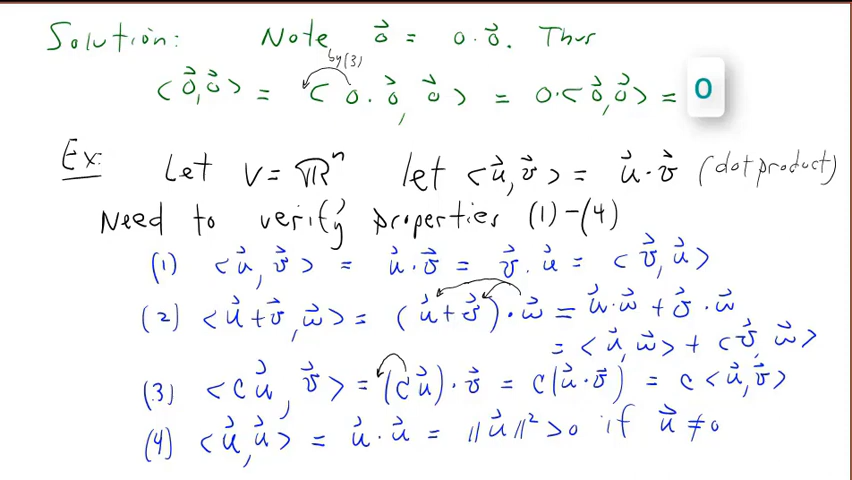 Solution: Note 0⃗ = 0·0⃗. Thus
by(3)
<0⃗,0⃗> = <0·0⃗, 0⃗> = 0·<0⃗,0⃗> = 0
Ex: Let V = ℝⁿ let <u⃗,v⃗> = u⃗·v⃗ (dot product)
Need to verify properties (1)-(4)
(1) <u⃗,v⃗> = u⃗·v⃗ = v⃗·u⃗ = <v⃗,u⃗>
(2) <u⃗+v⃗,w⃗> = (u⃗+v⃗)·w⃗ = u⃗·w⃗ + v⃗·w⃗
= <u⃗,w⃗> + <v⃗,w⃗>
(3) <cu⃗,v⃗> = (cu⃗)·v⃗ = c(u⃗·v⃗) = c<u⃗,v⃗>
(4) <u⃗,u⃗> = u⃗·u⃗ = ||u⃗||² >0 if u⃗ ≠0